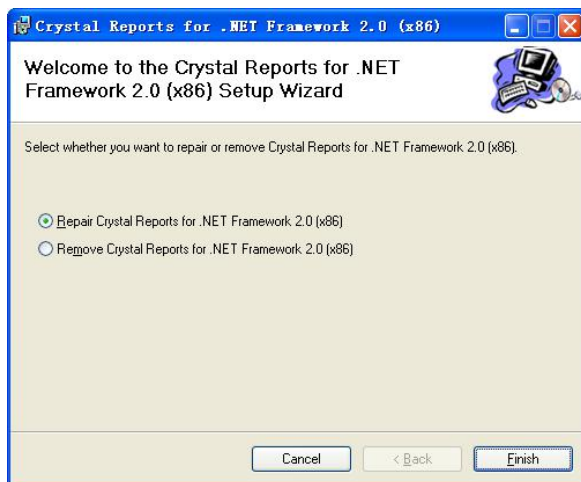 Crystal Reports for .NET Framework 2.0 (x86)
Welcome to the Crystal Reports for .NET
Framework 2.0 (x86) Setup Wizard
Select whether you want to repair or remove Crystal Reports for .NET Framework 2.0 (x86).
Repair Crystal Reports for .NET Framework 2.0 (x86)
Remove Crystal Reports for .NET Framework 2.0 (x86)
Cancel
< Back
Finish